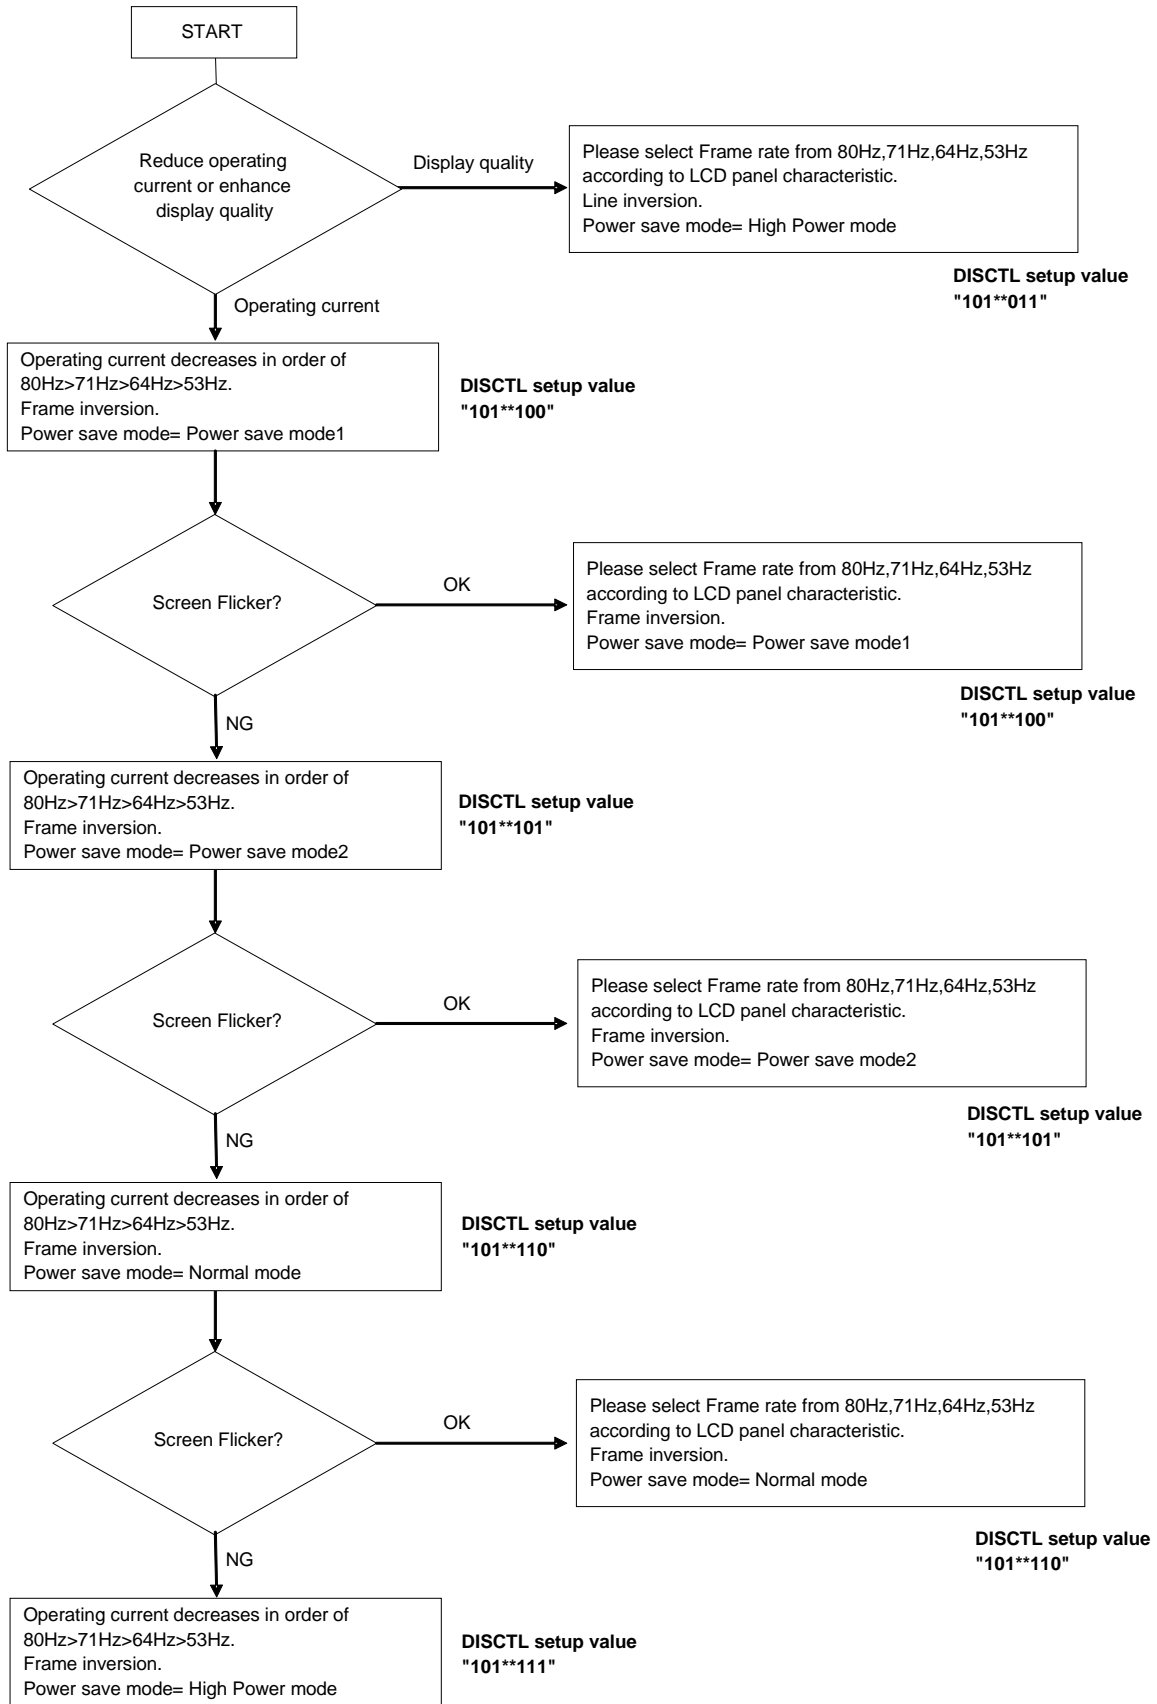 START
Reduce operating
current or enhance
display quality
Display quality
Please select Frame rate from 80Hz,71Hz,64Hz,53Hz
according to LCD panel characteristic.
Line inversion.
Power save mode= High Power mode
DISCTL setup value
"101**011"
Operating current
Operating current decreases in order of
80Hz>71Hz>64Hz>53Hz.
Frame inversion.
Power save mode= Power save mode1
DISCTL setup value
"101**100"
Screen Flicker?
OK
Please select Frame rate from 80Hz,71Hz,64Hz,53Hz
according to LCD panel characteristic.
Frame inversion.
Power save mode= Power save mode1
DISCTL setup value
"101**100"
NG
Operating current decreases in order of
80Hz>71Hz>64Hz>53Hz.
Frame inversion.
Power save mode= Power save mode2
DISCTL setup value
"101**101"
Screen Flicker?
OK
Please select Frame rate from 80Hz,71Hz,64Hz,53Hz
according to LCD panel characteristic.
Frame inversion.
Power save mode= Power save mode2
DISCTL setup value
"101**101"
NG
Operating current decreases in order of
80Hz>71Hz>64Hz>53Hz.
Frame inversion.
Power save mode= Normal mode
DISCTL setup value
"101**110"
Screen Flicker?
OK
Please select Frame rate from 80Hz,71Hz,64Hz,53Hz
according to LCD panel characteristic.
Frame inversion.
Power save mode= Normal mode
DISCTL setup value
"101**110"
NG
Operating current decreases in order of
80Hz>71Hz>64Hz>53Hz.
Frame inversion.
Power save mode= High Power mode
DISCTL setup value
"101**111"